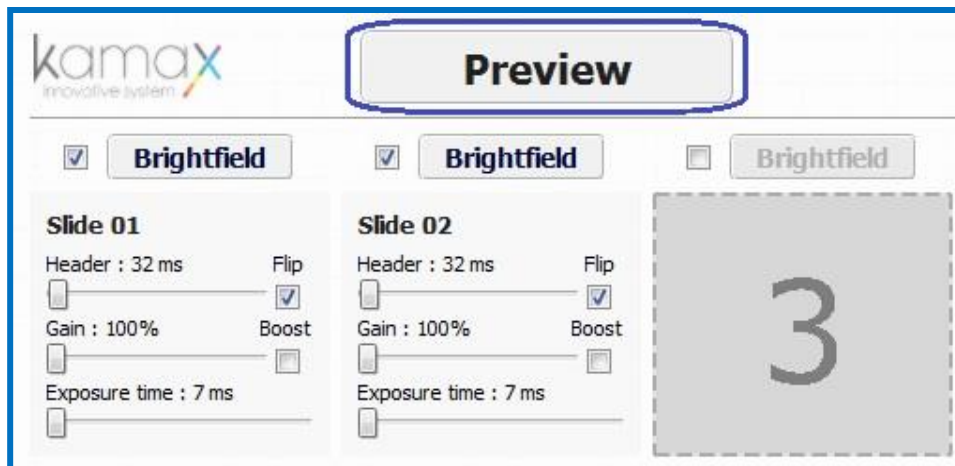 kamax
innovative system
Preview
Brightfield
Brightfield
Brightfield
Slide 01
Header : 32 ms
Flip
Gain : 100%
Boost
Exposure time : 7 ms
Slide 02
Header : 32 ms
Flip
Gain : 100%
Boost
Exposure time : 7 ms
3